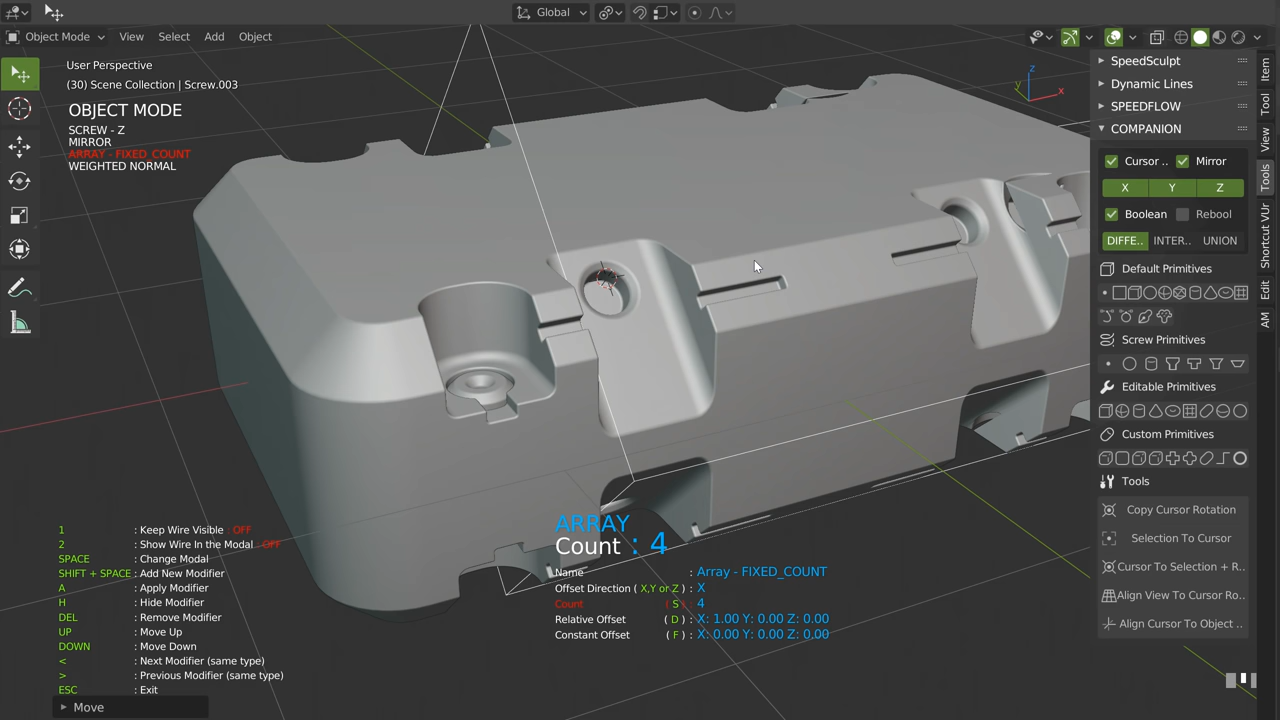 Global
Object Mode
View
Select
Add
Object
User Perspective
(30) Scene Collection | Screw.003
OBJECT MODE
SCREW - Z
MIRROR
ARRAY - FIXED_COUNT
WEIGHTED NORMAL
z
y
x
SpeedSculpt
Dynamic Lines
SPEEDFLOW
COMPANION
Cursor ..
Mirror
X Y Z
Boolean
Rebool
DIFFE..
INTER..
UNION
Default Primitives
Screw Primitives
Editable Primitives
Custom Primitives
Tools
Copy Cursor Rotation
Selection To Cursor
Cursor To Selection + R..
Align View To Cursor Ro..
Align Cursor To Object ..
Item
Tool
View
Tools
Shortcut VUr
Edit
AM
1 : Keep Wire Visible : OFF
2 : Show Wire In the Modal : OFF
SPACE : Change Modal
SHIFT + SPACE : Add New Modifier
A : Apply Modifier
H : Hide Modifier
DEL : Remove Modifier
UP : Move Up
DOWN : Move Down
< : Next Modifier (same type)
> : Previous Modifier (same type)
ESC : Exit
Move
ARRAY
Count : 4
Name : Array - FIXED_COUNT
Offset Direction ( X,Y or Z ) : X
Count ( S ) : 4
Relative Offset ( D ) : X: 1.00 Y: 0.00 Z: 0.00
Constant Offset ( F ) : X: 0.00 Y: 0.00 Z: 0.00